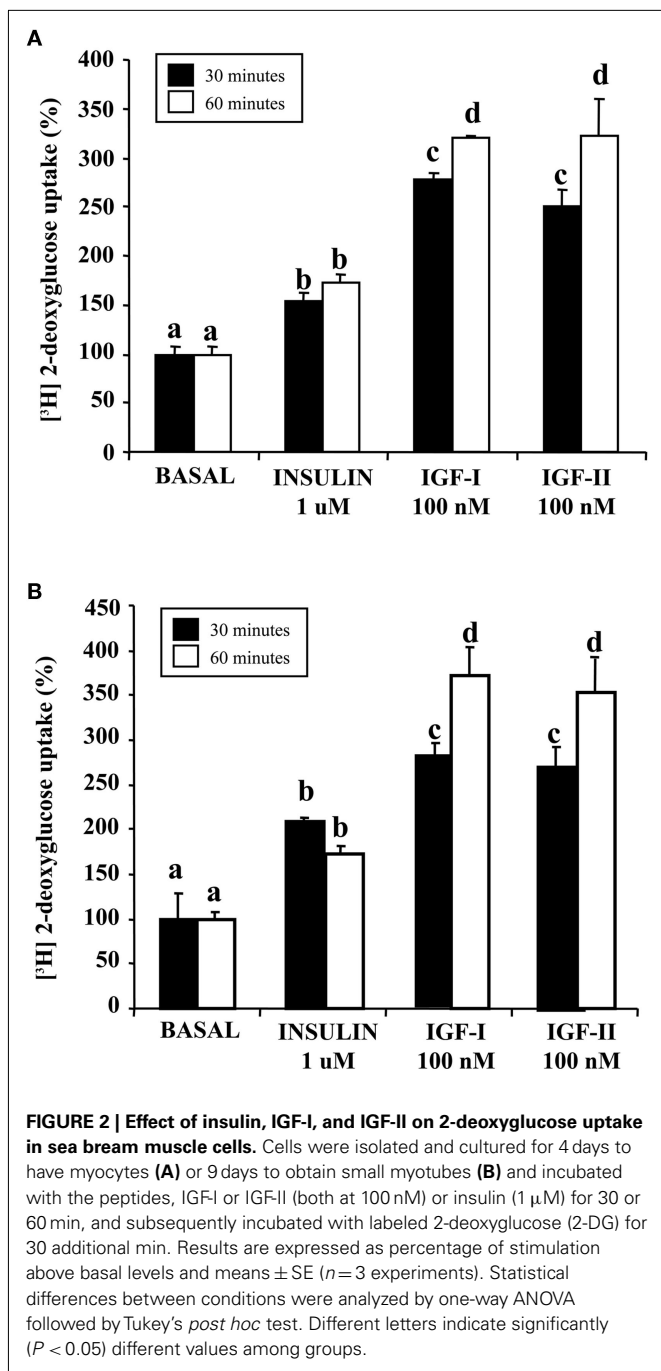 A
400
350
300
250
200
150
100
50
0
[³H] 2-deoxyglucose uptake (%)
30 minutes
60 minutes
a a
b b
c d
c d
BASAL INSULIN IGF-I IGF-II
1 uM 100 nM 100 nM
B
450
400
350
300
250
200
150
100
50
0
[³H] 2-deoxyglucose uptake (%)
30 minutes
60 minutes
a a
b b
c d
c d
BASAL INSULIN IGF-I IGF-II
1 uM 100 nM 100 nM
FIGURE 2 | Effect of insulin, IGF-I, and IGF-II on 2-deoxyglucose uptake
in sea bream muscle cells. Cells were isolated and cultured for 4 days to
have myocytes (A) or 9 days to obtain small myotubes (B) and incubated
with the peptides, IGF-I or IGF-II (both at 100 nM) or insulin (1 μM) for 30 or
60 min, and subsequently incubated with labeled 2-deoxyglucose (2-DG) for
30 additional min. Results are expressed as percentage of stimulation
above basal levels and means ± SE (n = 3 experiments). Statistical
differences between conditions were analyzed by one-way ANOVA
followed by Tukey's post hoc test. Different letters indicate significantly
(P < 0.05) different values among groups.